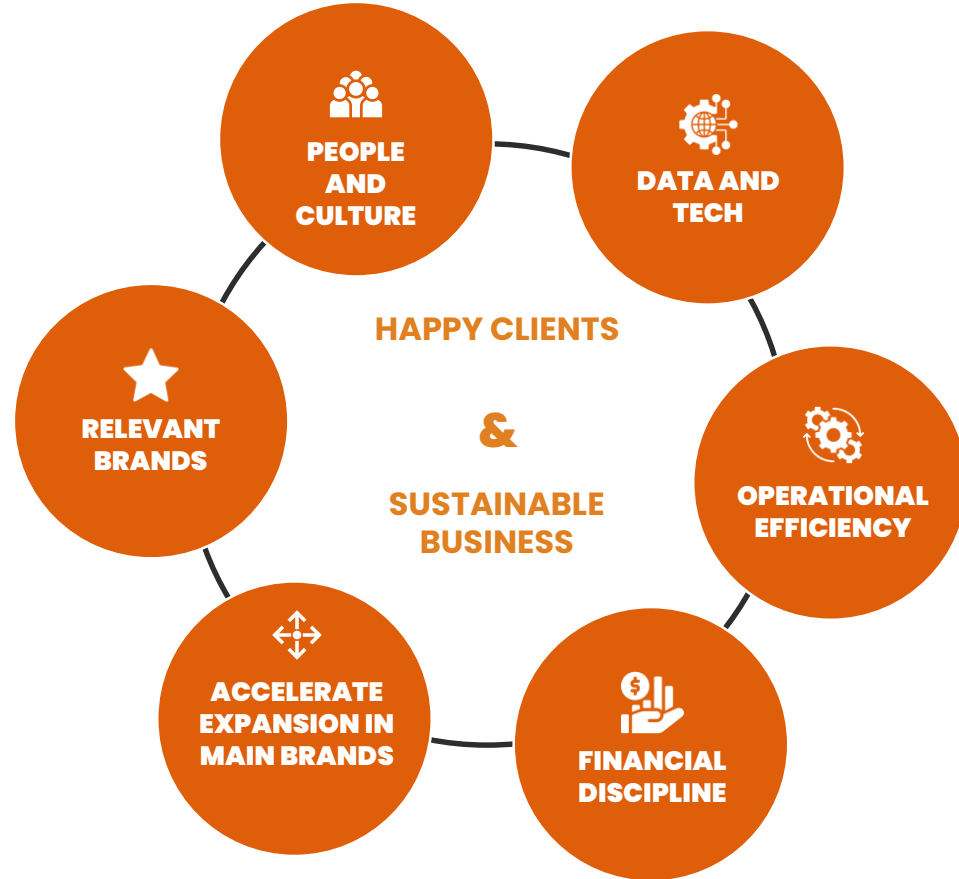 PEOPLE
AND
CULTURE
DATA AND
TECH
HAPPY CLIENTS
&
SUSTAINABLE
BUSINESS
RELEVANT
BRANDS
OPERATIONAL
EFFICIENCY
ACCELERATE
EXPANSION IN
MAIN BRANDS
$
FINANCIAL
DISCIPLINE